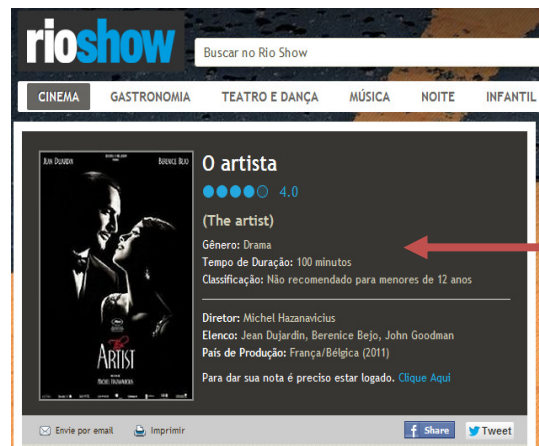 rioshow
Buscar no Rio Show
CINEMA GASTRONOMIA TEATRO E DANÇA MÚSICA NOITE INFANTIL
JEAN DUJARDIN BERENICE BEJO
The
ARTIST
MICHEL HAZANAVICIUS
O artista
4.0
(The artist)
Gênero: Drama
Tempo de Duração: 100 minutos
Classificação: Não recomendado para menores de 12 anos
Diretor: Michel Hazanavicius
Elenco: Jean Dujardin, Berenice Bejo, John Goodman
País de Produção: França/Bélgica (2011)
Para dar sua nota é preciso estar logado. Clique Aqui
Envie por email Imprimir
f Share Tweet